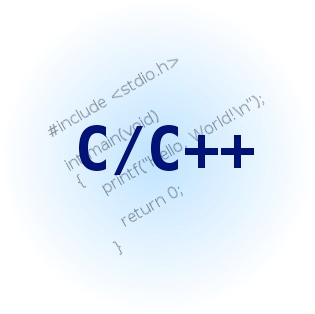 #include <stdio.h>
int main(void)
{ printf("Hello, World!\n");
return 0;
}
C/C++